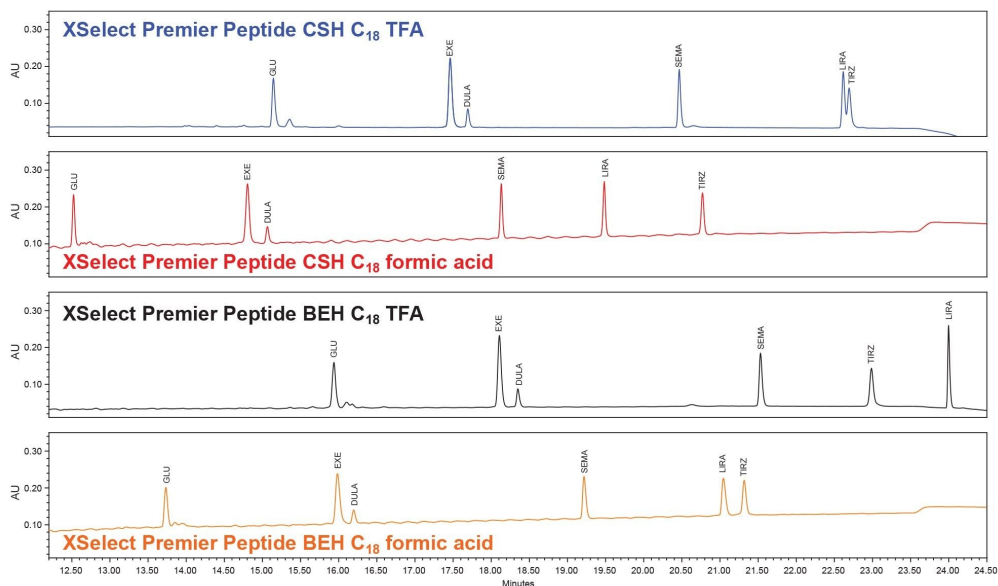 XSelect Premier Peptide CSH C18 TFA
0.30
0.20
0.10
AU
GLU
EXE
DULA
SEMA
LIRA
TIRZ
0.30
0.20
0.10
AU
GLU
EXE
DULA
SEMA
LIRA
TIRZ
XSelect Premier Peptide CSH C18 formic acid
XSelect Premier Peptide BEH C18 TFA
0.30
0.20
0.10
AU
GLU
EXE
DULA
SEMA
TIRZ
LIRA
0.30
0.20
0.10
AU
GLU
EXE
DULA
SEMA
LIRA
TIRZ
XSelect Premier Peptide BEH C18 formic acid
12.50 13.00 13.50 14.00 14.50 15.00 15.50 16.00 16.50 17.00 17.50 18.00 18.50 19.00 19.50 20.00 20.50 21.00 21.50 22.00 22.50 23.00 23.50 24.00 24.50
Minutes